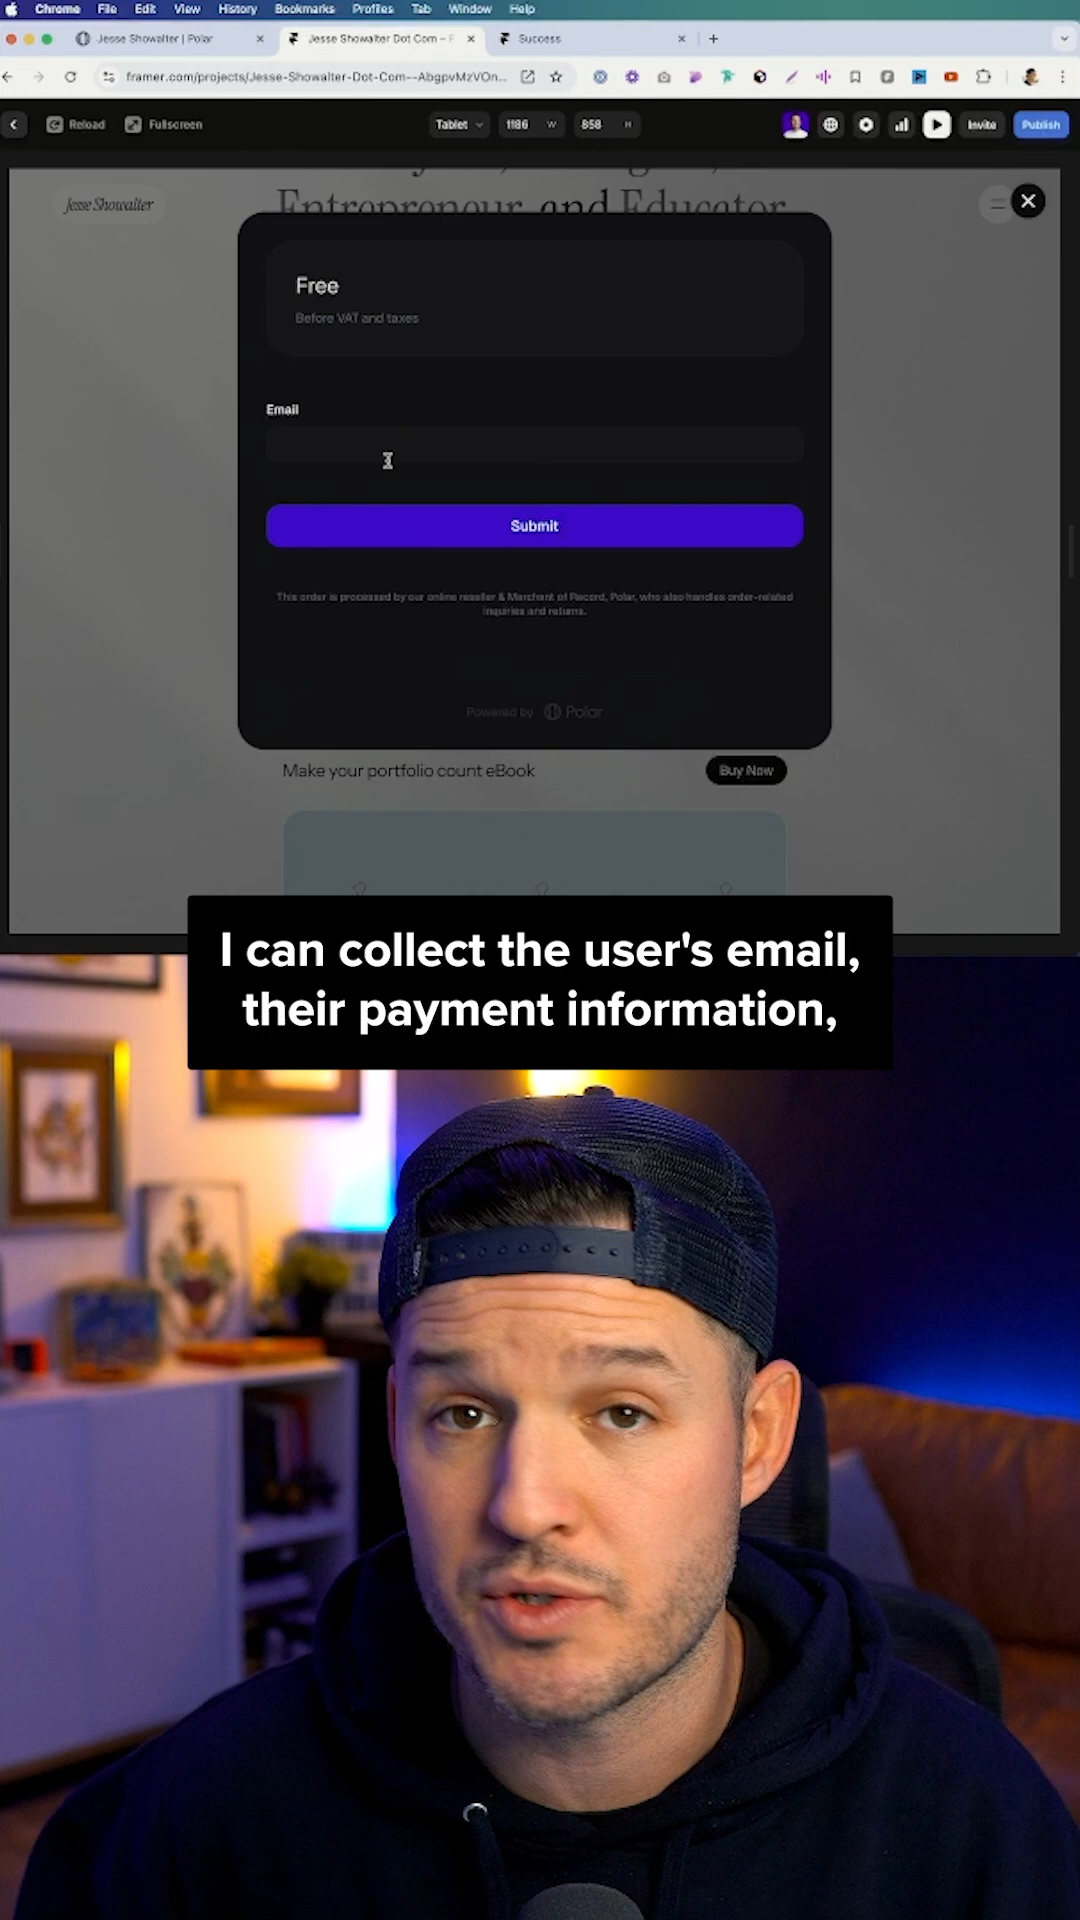 Chrome File Edit View History Bookmarks Profiles Tab Window Help
Jesse Showalter | Polar
Jesse Showalter Dot Com – F
Success
framer.com/projects/Jesse-Showalter-Dot-Com--AbgpvMzVOn...
Reload
Fullscreen
Tablet
1186 W
858 H
Invite
Publish
Jesse Showalter
Entrepreneur, and Educator
Free
Before VAT and taxes
Email
Submit
This order is processed by our online reseller & Merchant of Record, Polar, who also handles order-related
inquiries and returns.
Powered by Polar
Make your portfolio count eBook
Buy Now
I can collect the user's email,
their payment information,